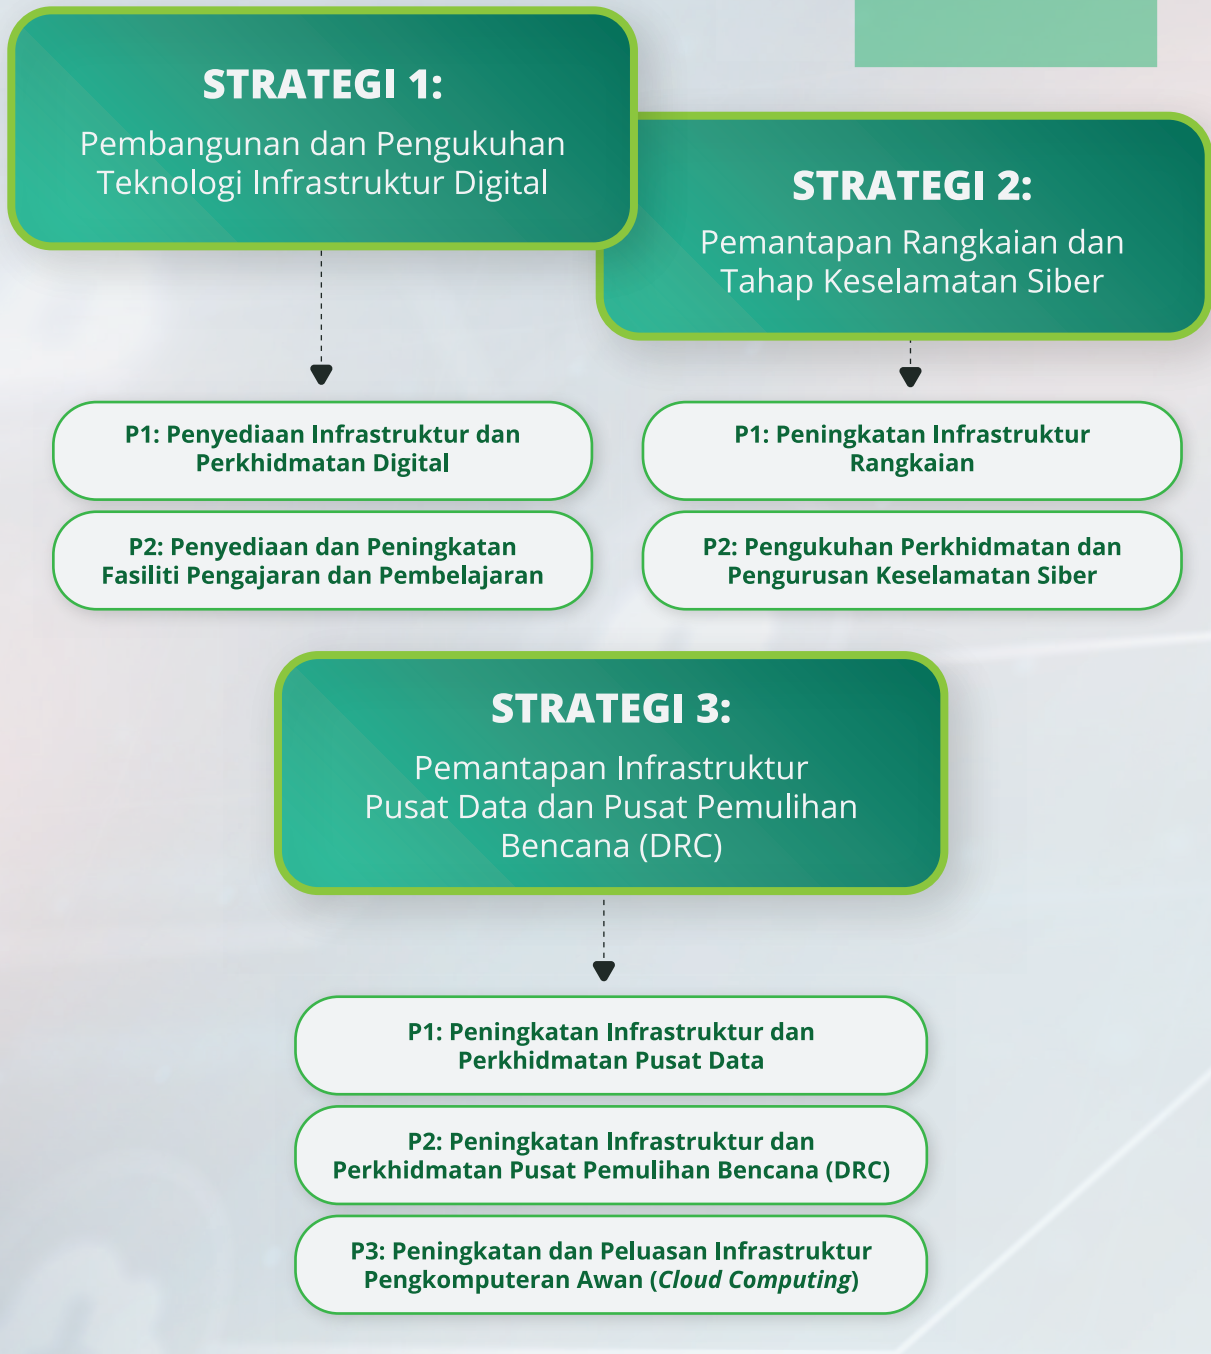 STRATEGI 1:
Pembangunan dan Pengukuhan
Teknologi Infrastruktur Digital
P1: Penyediaan Infrastruktur dan
Perkhidmatan Digital
P2: Penyediaan dan Peningkatan
Fasiliti Pengajaran dan Pembelajaran
STRATEGI 2:
Pemantapan Rangkaian dan
Tahap Keselamatan Siber
P1: Peningkatan Infrastruktur
Rangkaian
P2: Pengukuhan Perkhidmatan dan
Pengurusan Keselamatan Siber
STRATEGI 3:
Pemantapan Infrastruktur
Pusat Data dan Pusat Pemulihan
Bencana (DRC)
P1: Peningkatan Infrastruktur dan
Perkhidmatan Pusat Data
P2: Peningkatan Infrastruktur dan
Perkhidmatan Pusat Pemulihan Bencana (DRC)
P3: Peningkatan dan Peluasan Infrastruktur
Pengkomputeran Awan (Cloud Computing)